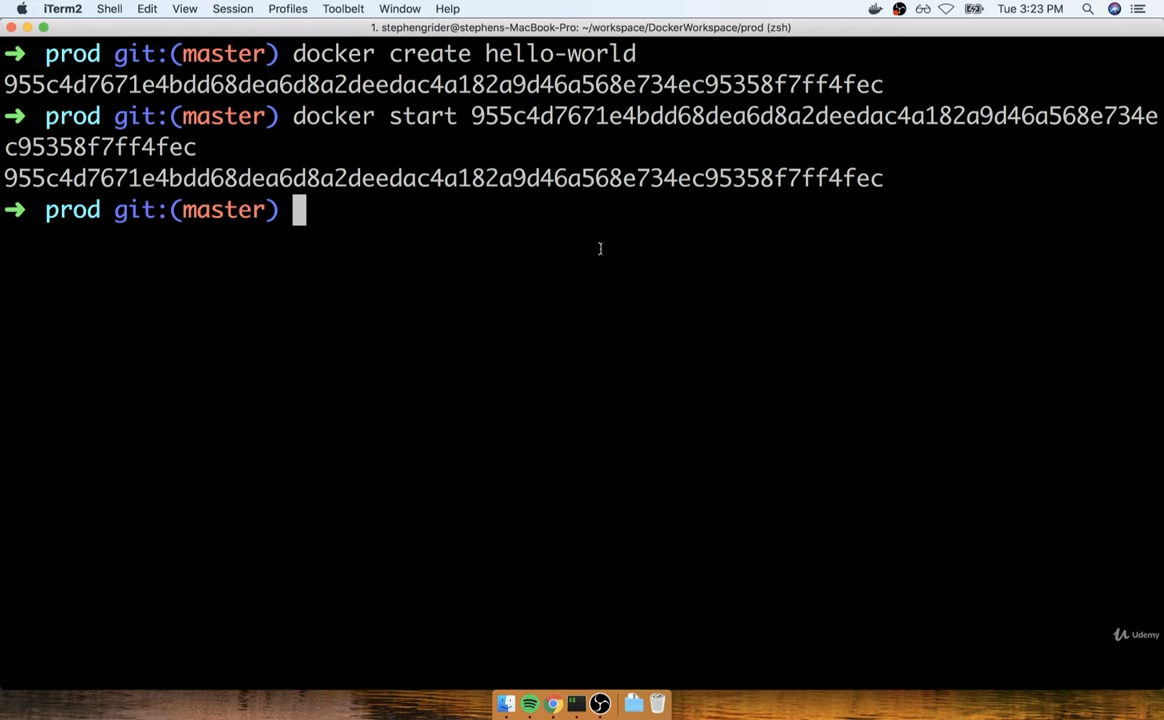 iTerm2 Shell Edit View Session Profiles Toolbelt Window Help Tue 3:23 PM
1. stephengrider@stephens-MacBook-Pro: ~/workspace/DockerWorkspace/prod (zsh)
➜ prod git:(master) docker create hello-world
955c4d7671e4bdd68dea6d8a2deedac4a182a9d46a568e734ec95358f7ff4fec
➜ prod git:(master) docker start 955c4d7671e4bdd68dea6d8a2deedac4a182a9d46a568e734e
c95358f7ff4fec
955c4d7671e4bdd68dea6d8a2deedac4a182a9d46a568e734ec95358f7ff4fec
➜ prod git:(master)
Udemy